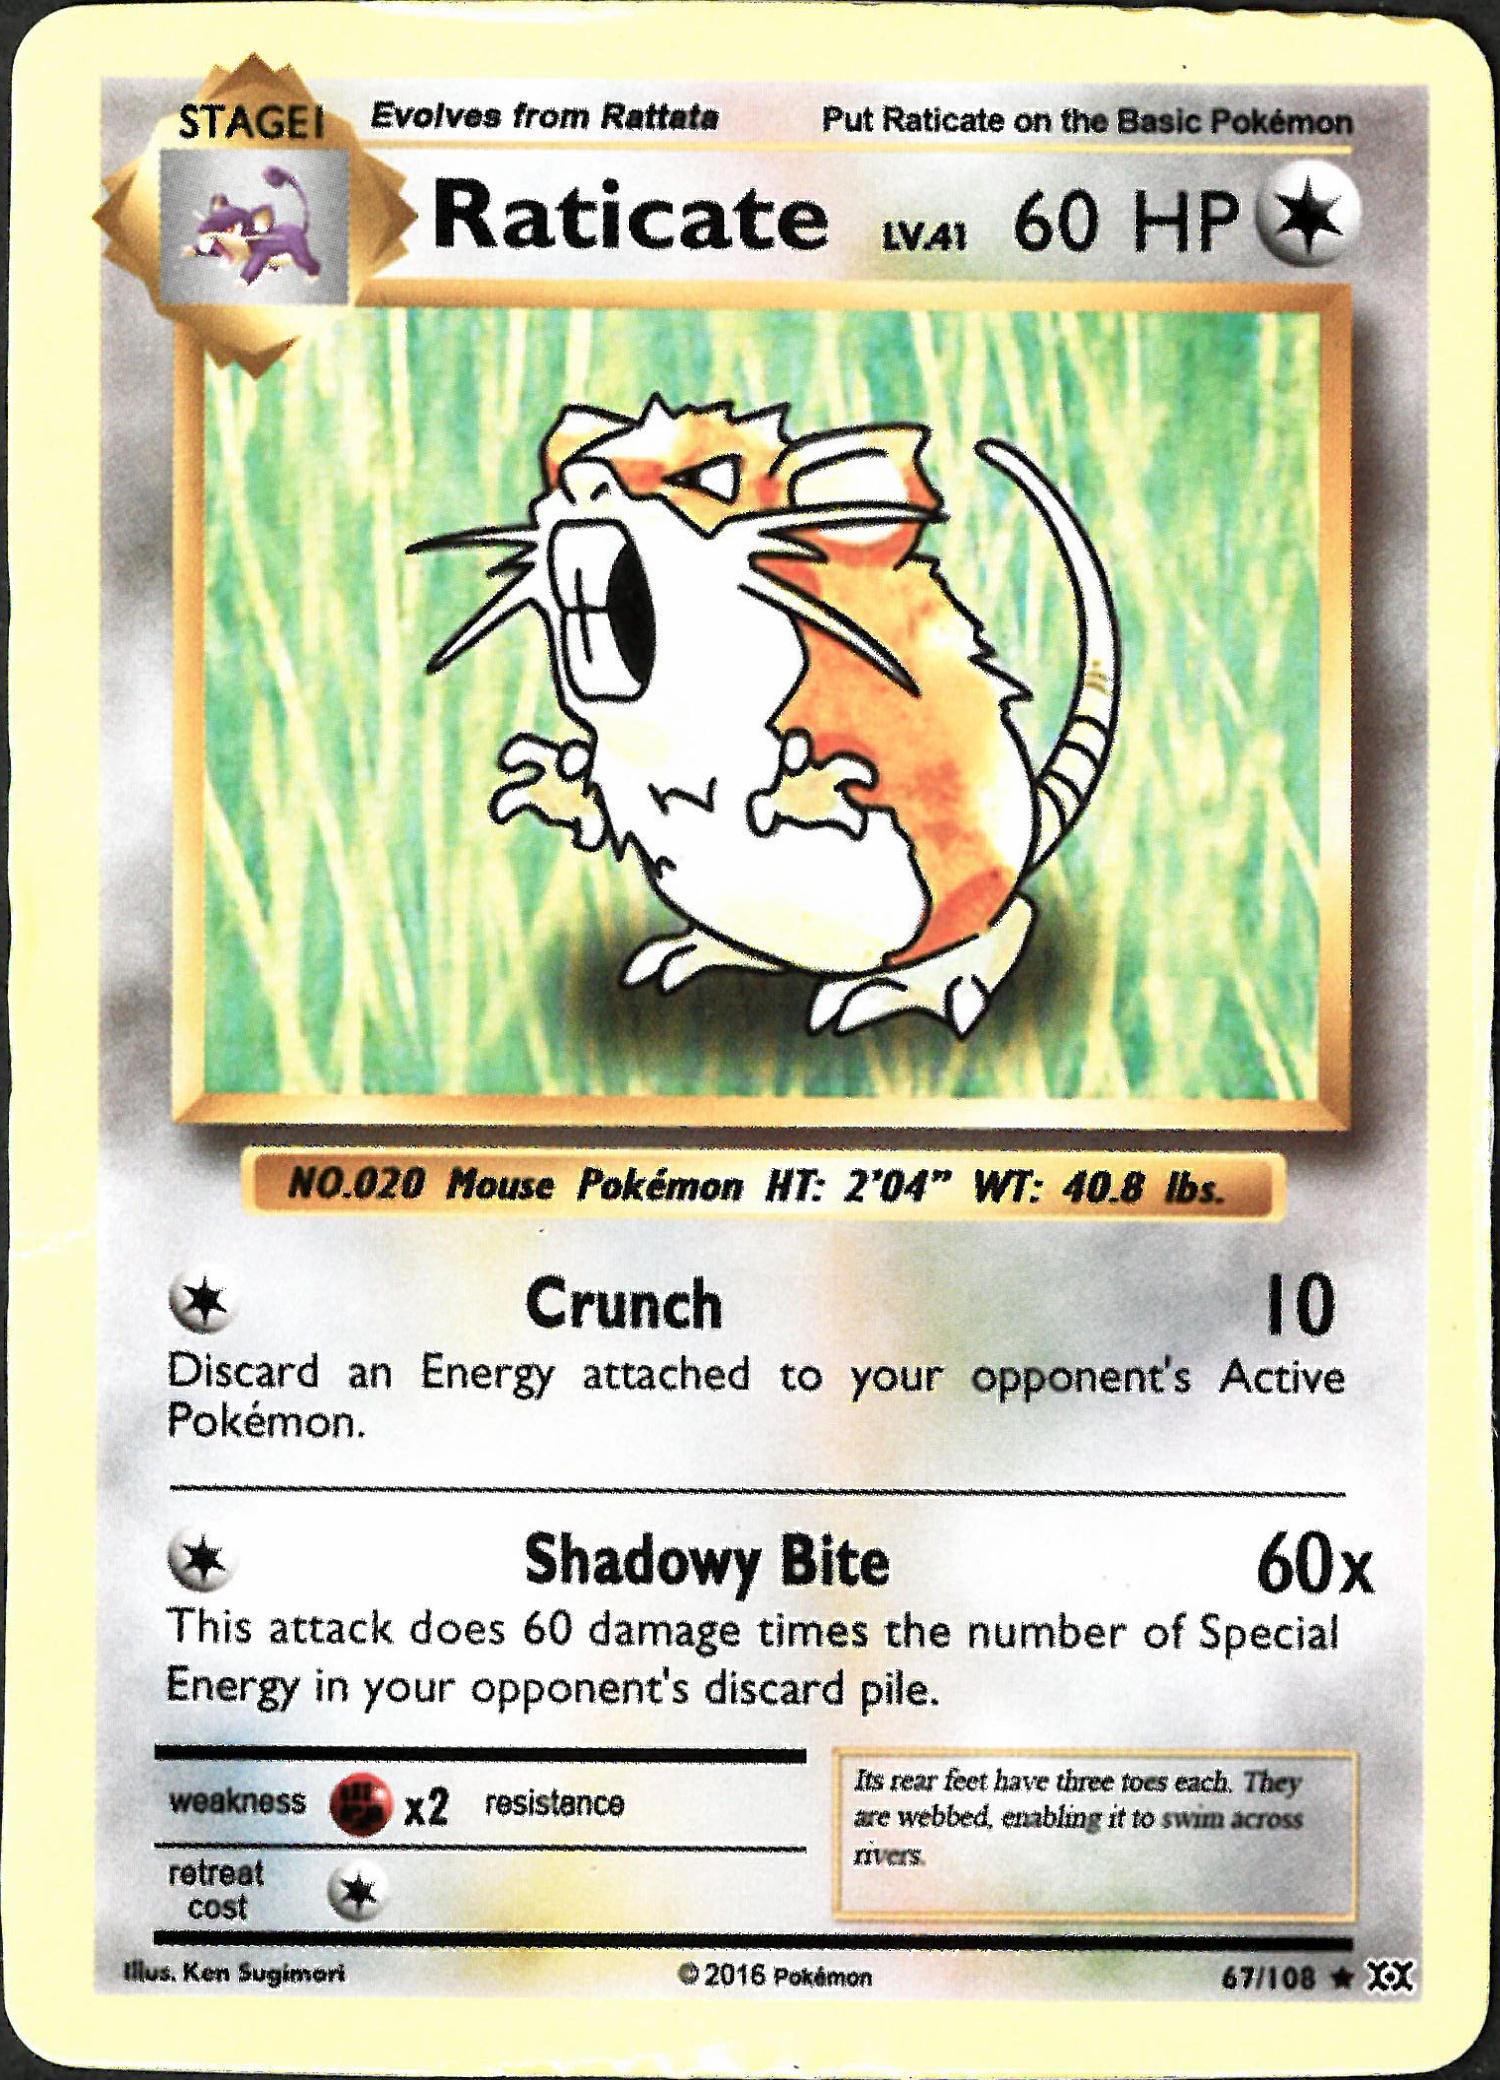 STAGE1
Evolves from Rattata
Put Raticate on the Basic Pokémon
Raticate LV.41 60 HP
NO.020 Mouse Pokémon HT: 2'04" WT: 40.8 lbs.
Crunch 10
Discard an Energy attached to your opponent's Active
Pokémon.
Shadowy Bite 60x
This attack does 60 damage times the number of Special
Energy in your opponent's discard pile.
weakness x2 resistance
retreat
cost
Its rear feet have three toes each. They
are webbed, enabling it to swim across
rivers.
Illus. Ken Sugimori © 2016 Pokémon 67/108 ★